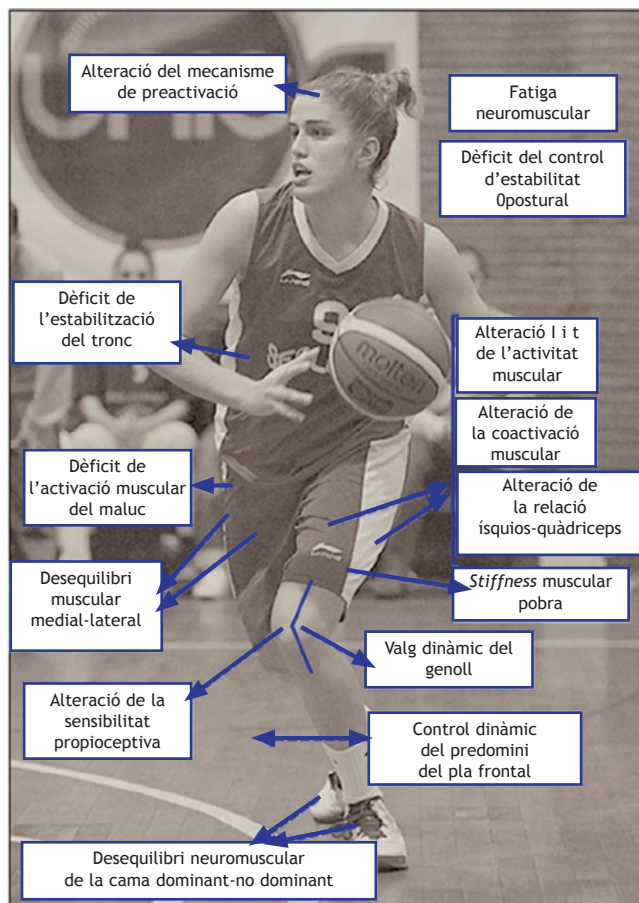 Alteració del mecanisme
de preactivació
Fatiga
neuromuscular
Dèficit del control
d’estabilitat
0postural
Dèficit de
l’estabilització
del tronc
molten
Alteració I i t
de l’activitat
muscular
Alteració de
la coactivació
muscular
Dèficit de
l’activació muscular
del maluc
Alteració de
la relació
ísquios-quàdriceps
Desequilibri
muscular
medial-lateral
Stiffness muscular
pobra
Valg dinàmic del
genoll
Alteració de la
sensibilitat
propioceptiva
Control dinàmic
del predomini
del pla frontal
Desequilibri neuromuscular
de la cama dominant-no dominant